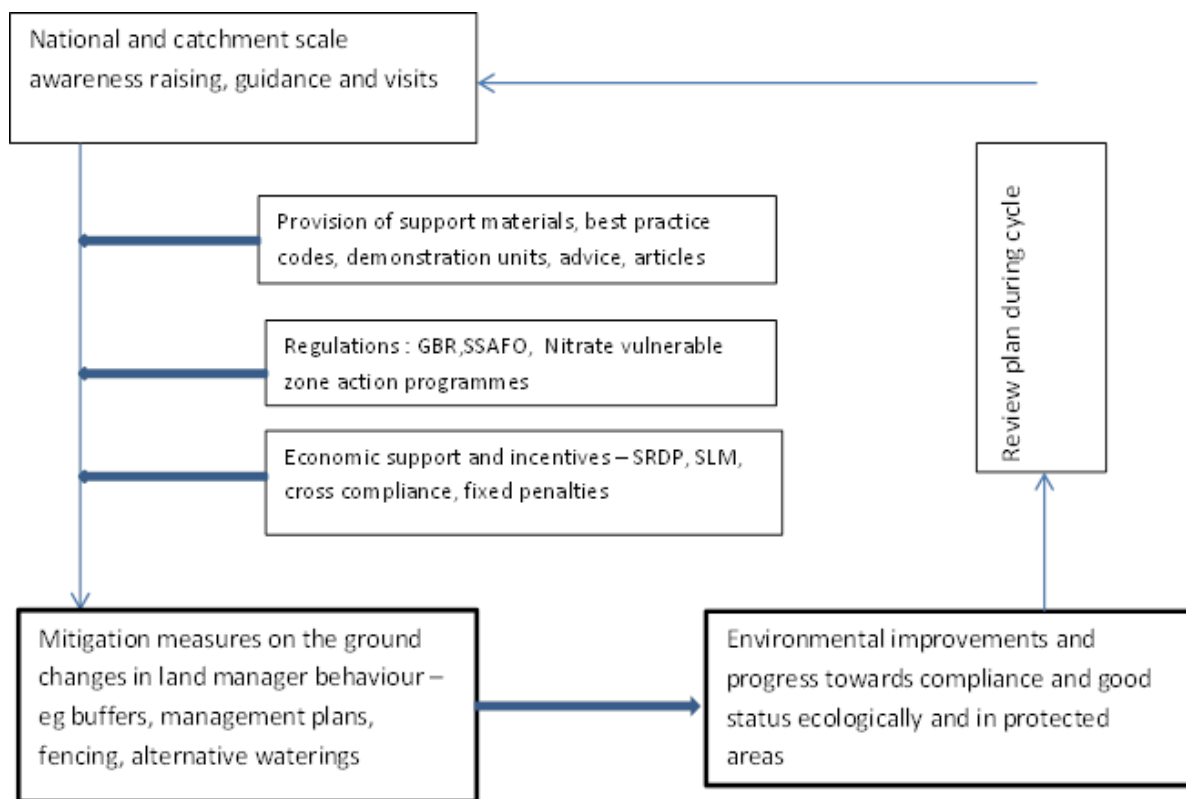 National and catchment scale
awareness raising, guidance and visits
Provision of support materials, best practice
codes, demonstration units, advice, articles
Regulations : GBR,SSAFO, Nitrate vulnerable
zone action programmes
Economic support and incentives – SRDP, SLM,
cross compliance, fixed penalties
Mitigation measures on the ground
changes in land manager behaviour –
eg buffers, management plans,
fencing, alternative waterings
Environmental improvements and
progress towards compliance and good
status ecologically and in protected
areas
Review plan during cycle